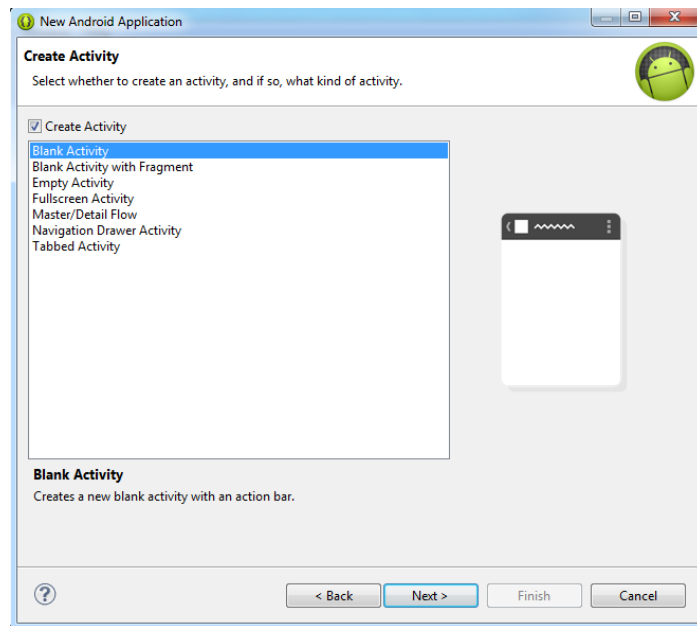 New Android Application
Create Activity
Select whether to create an activity, and if so, what kind of activity.
Create Activity
Blank Activity
Blank Activity with Fragment
Empty Activity
Fullscreen Activity
Master/Detail Flow
Navigation Drawer Activity
Tabbed Activity
Blank Activity
Creates a new blank activity with an action bar.
? < Back Next > Finish Cancel